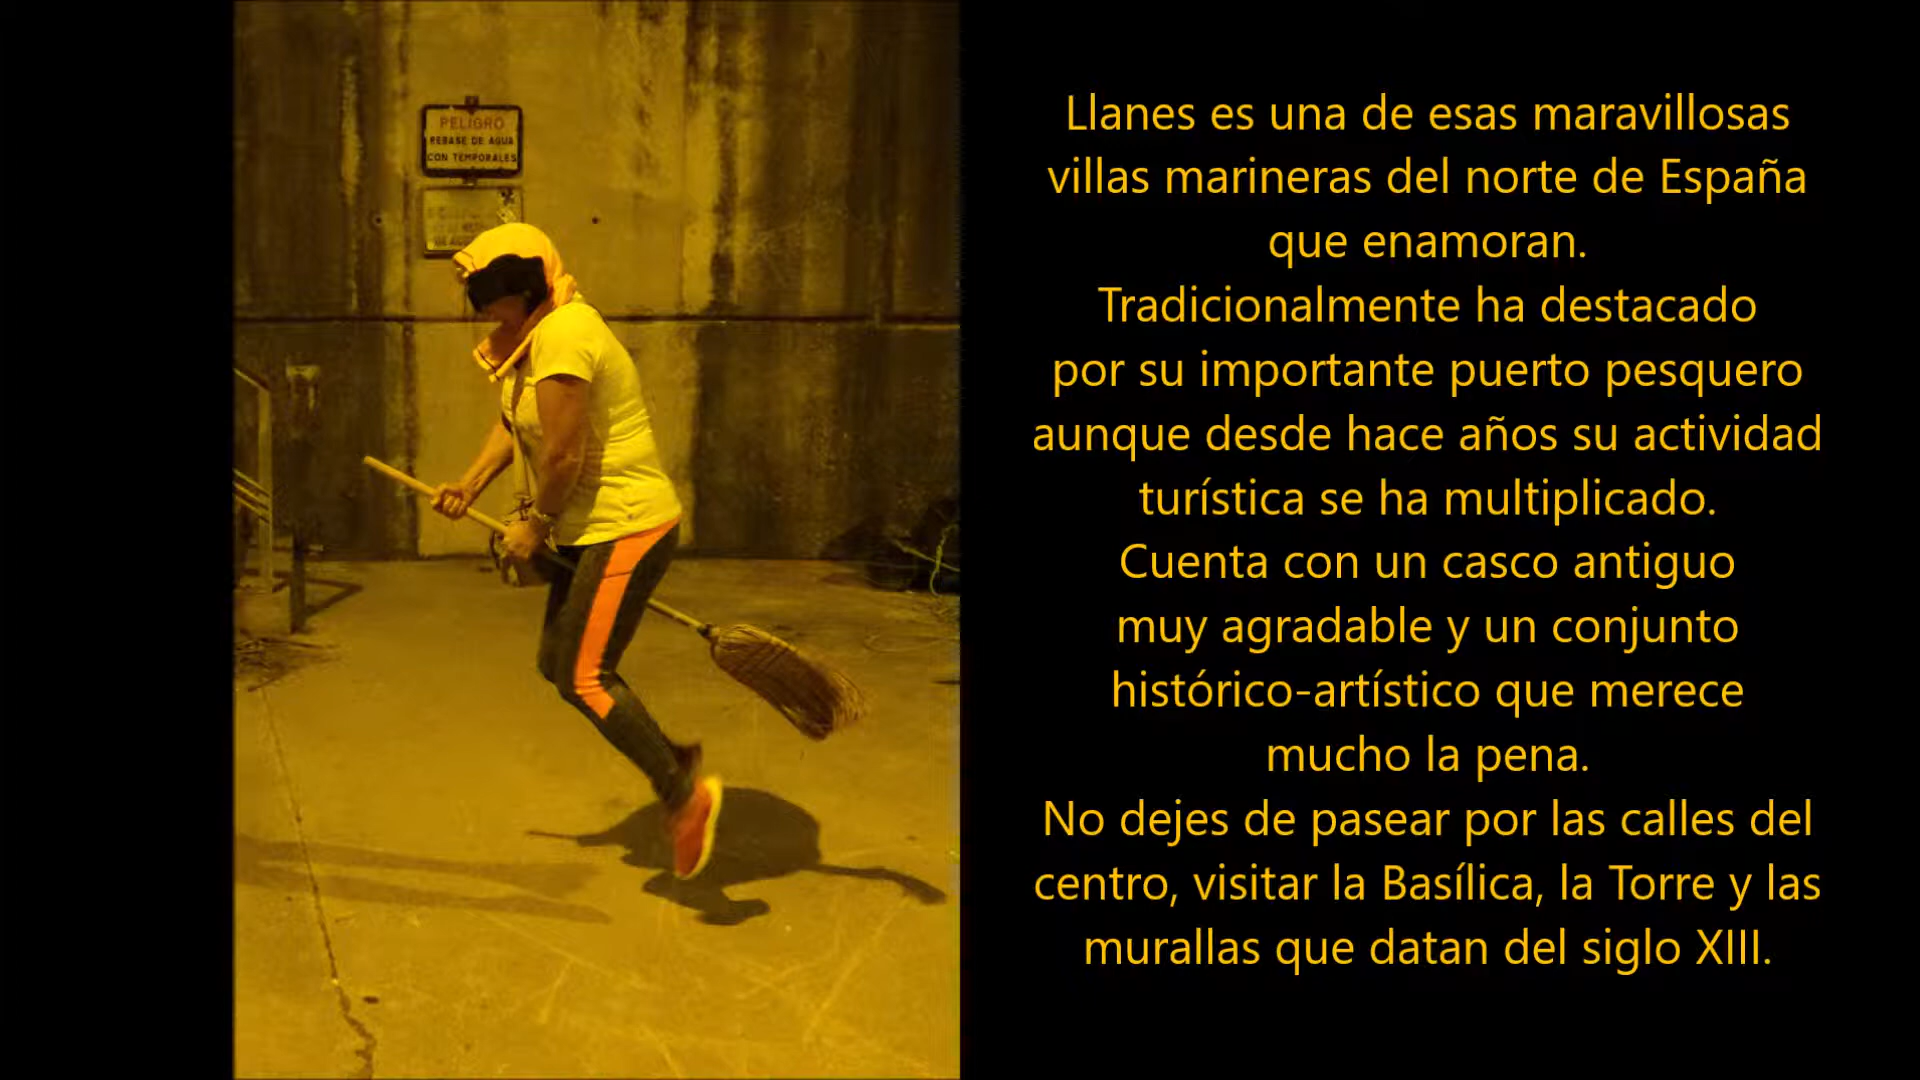 PELIGRO
REBASE DE AGUA
CON TEMPORALES
Llanes es una de esas maravillosas
villas marineras del norte de España
que enamoran.
Tradicionalmente ha destacado
por su importante puerto pesquero
aunque desde hace años su actividad
turística se ha multiplicado.
Cuenta con un casco antiguo
muy agradable y un conjunto
histórico-artístico que merece
mucho la pena.
No dejes de pasear por las calles del
centro, visitar la Basílica, la Torre y las
murallas que datan del siglo XIII.